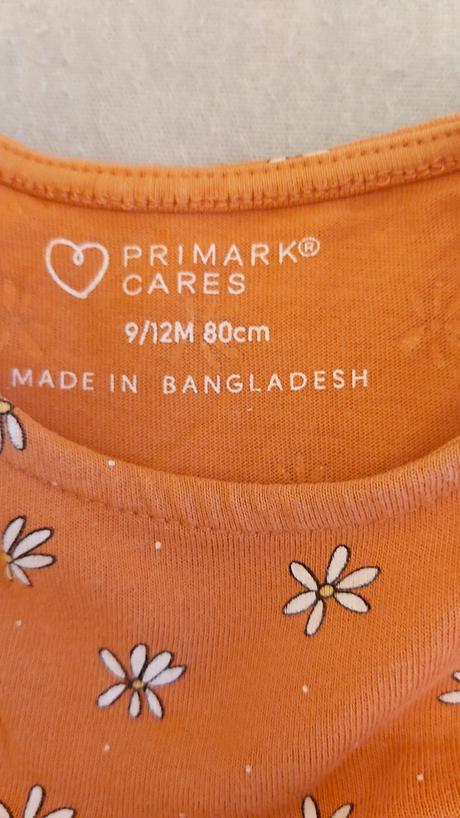 PRIMARK®
CARES
9/12M 80cm
MADE IN BANGLADESH